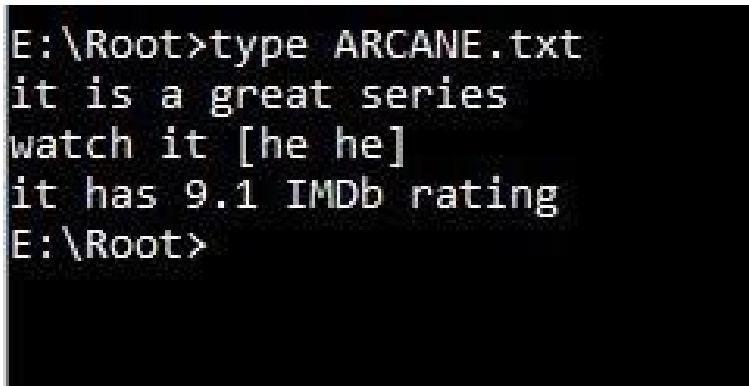 E:\Root>type ARCANE.txt
it is a great series
watch it [he he]
it has 9.1 IMDb rating
E:\Root>